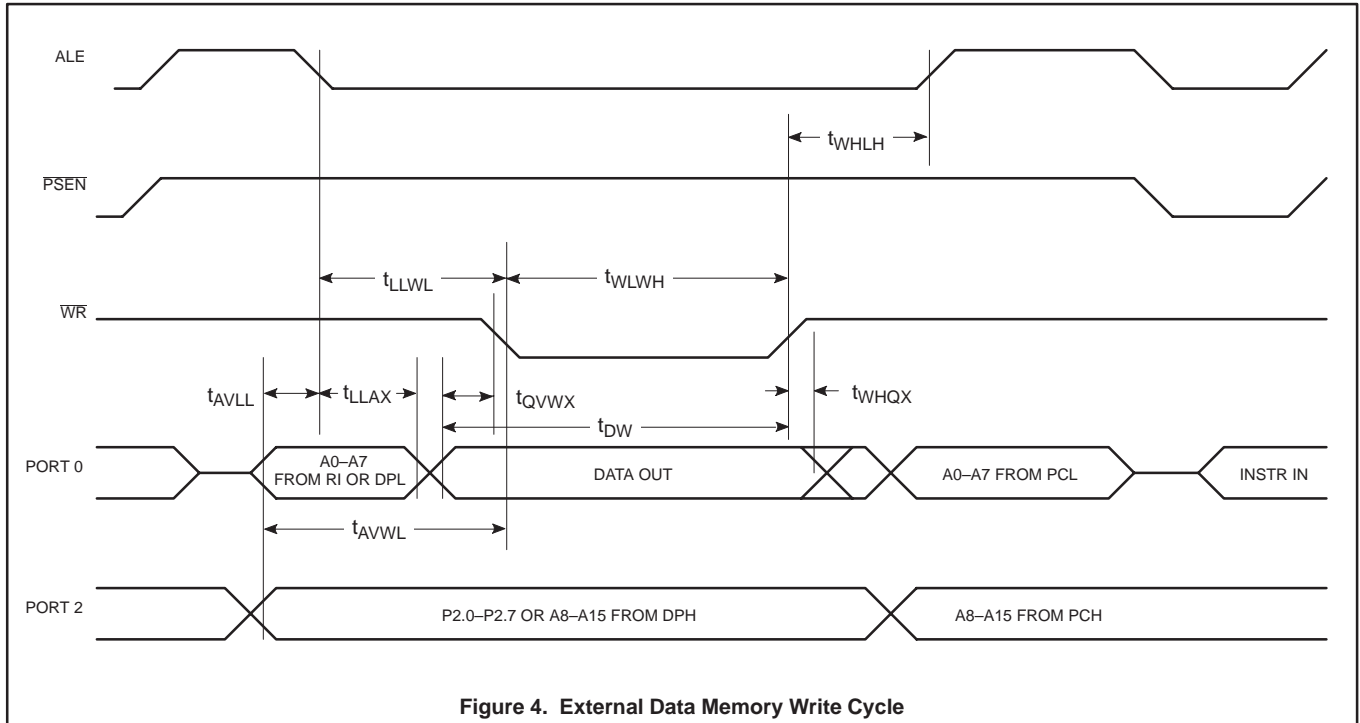 ALE
tWHLH
PSEN
tLLWL
tWLWH
WR
tAVLL
tLLAX
tQVWX
tWHQX
tDW
PORT 0
A0–A7
FROM RI OR DPL
DATA OUT
A0–A7 FROM PCL
INSTR IN
tAVWL
PORT 2
P2.0–P2.7 OR A8–A15 FROM DPH
A8–A15 FROM PCH
Figure 4. External Data Memory Write Cycle